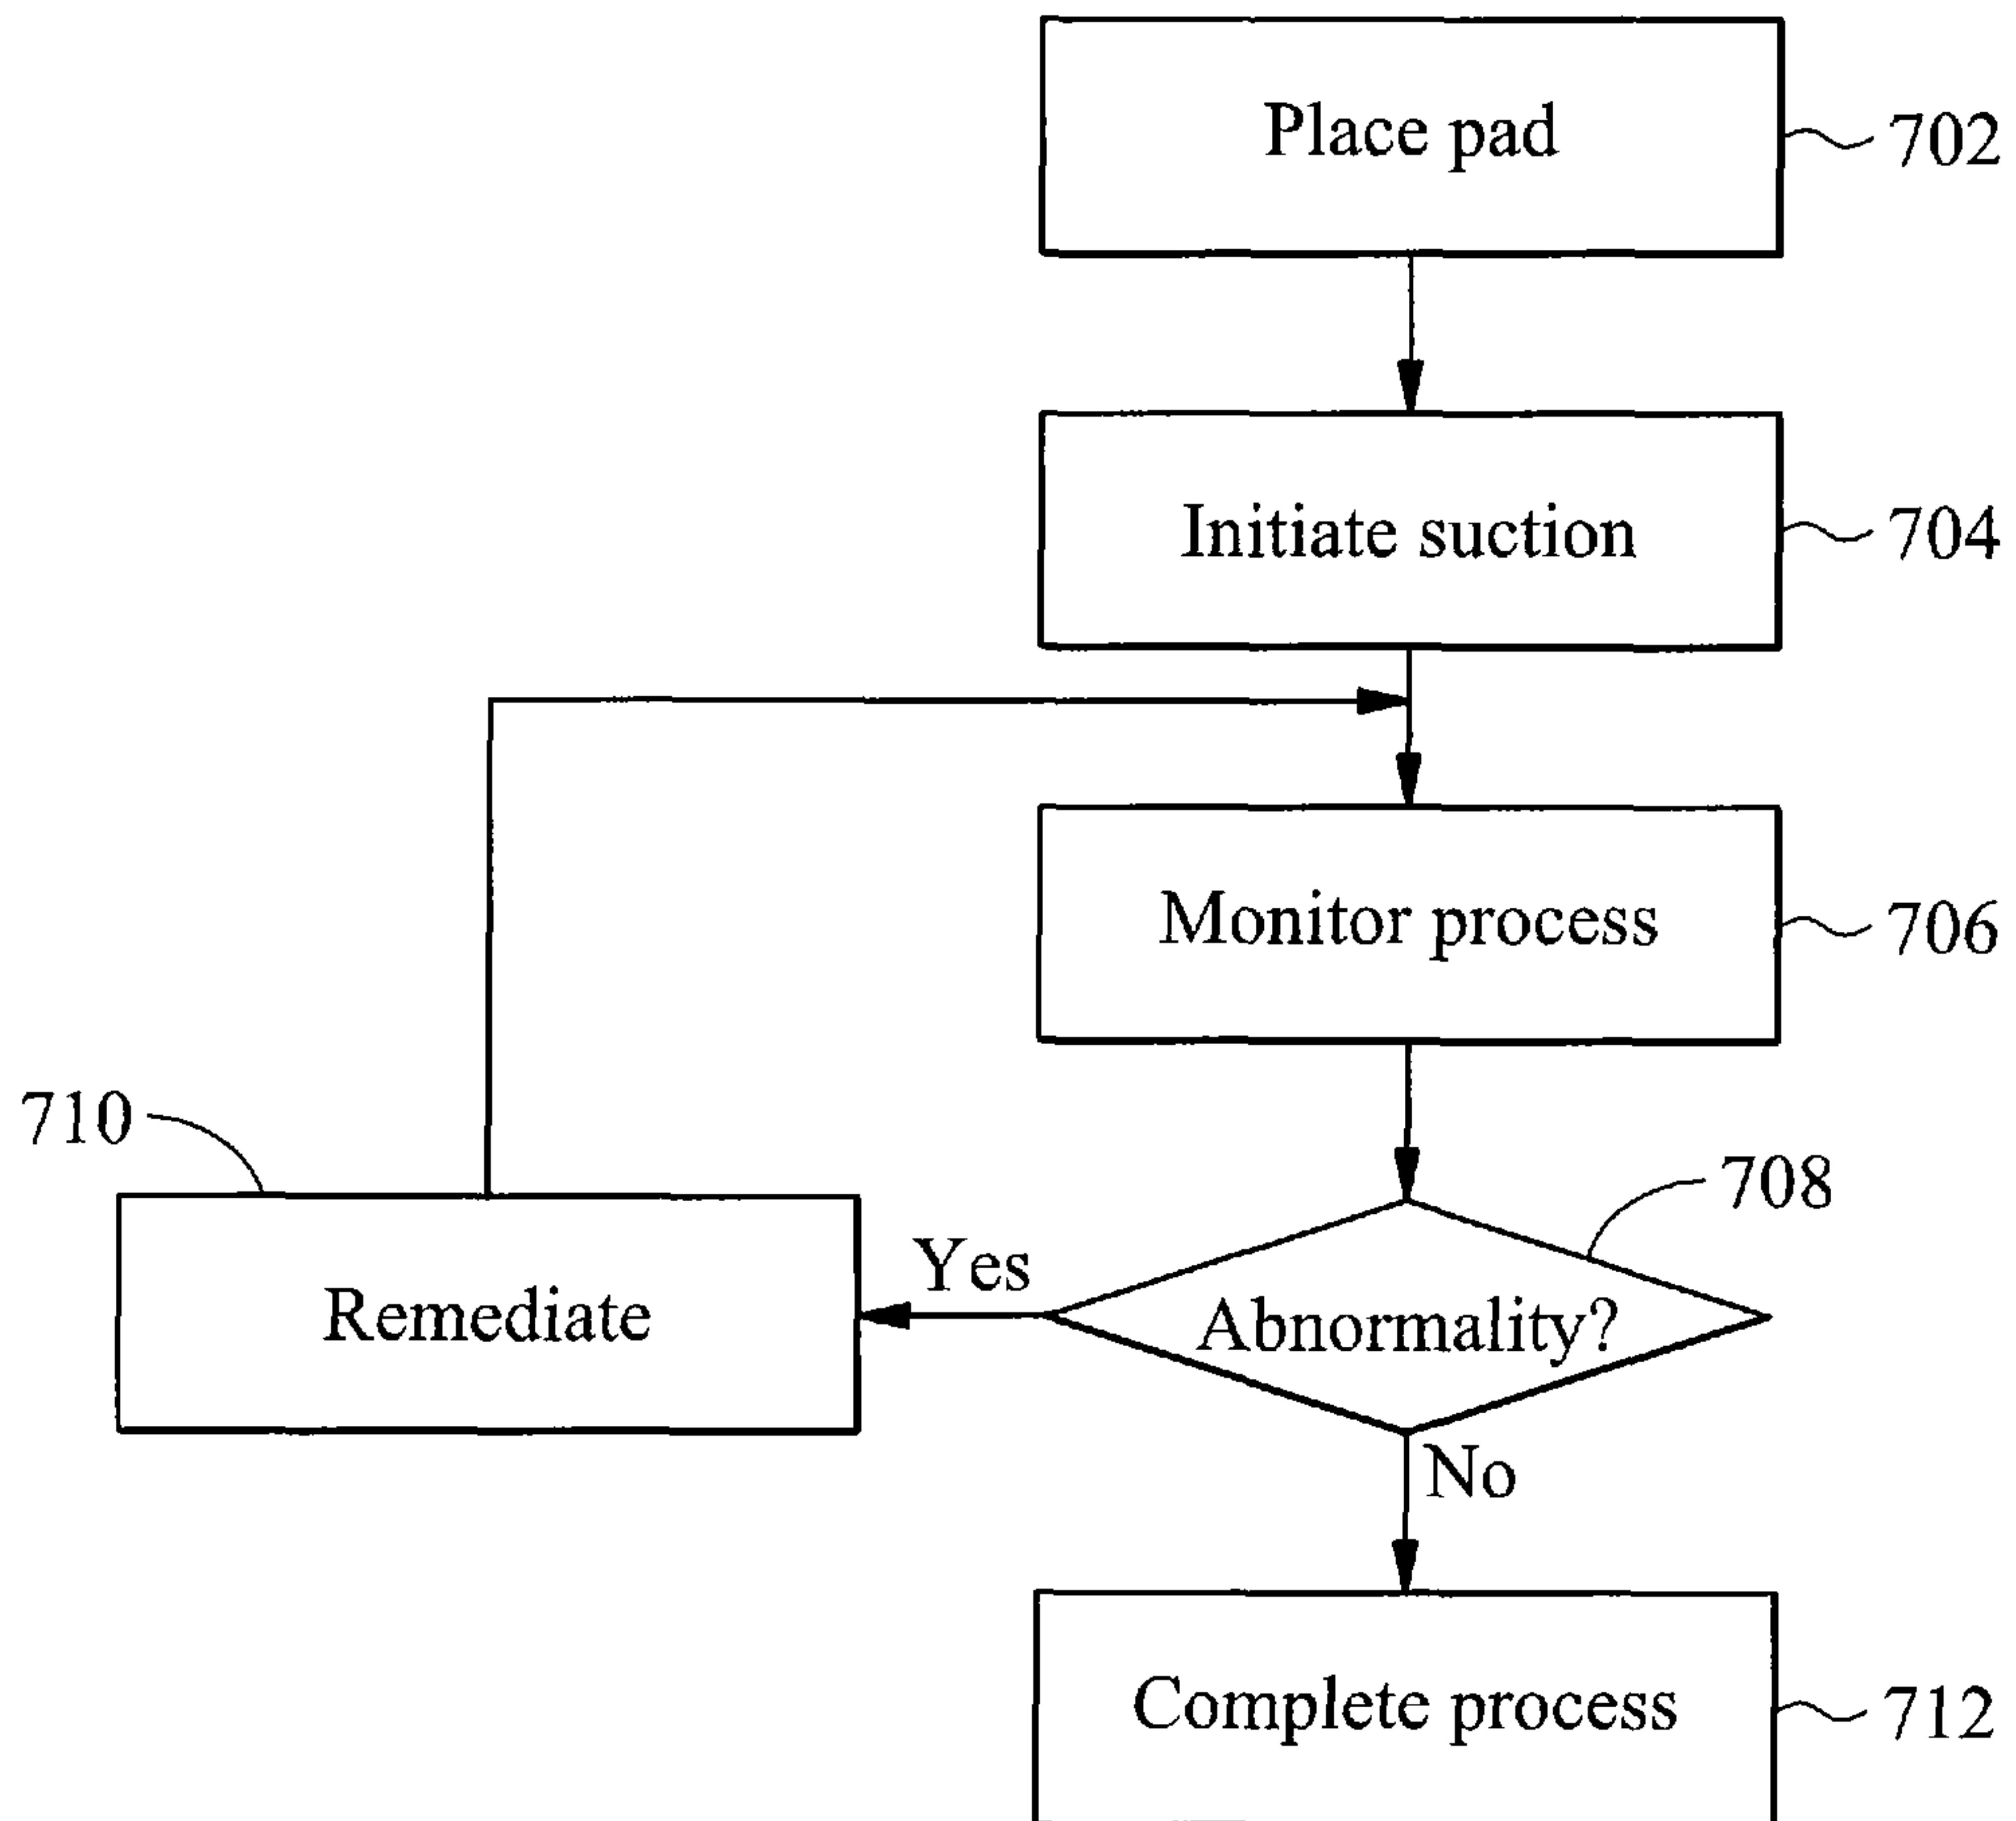 Place pad
702
Initiate suction
704
Monitor process
706
710
708
Yes
Remediate
Abnormality?
No
Complete process
712